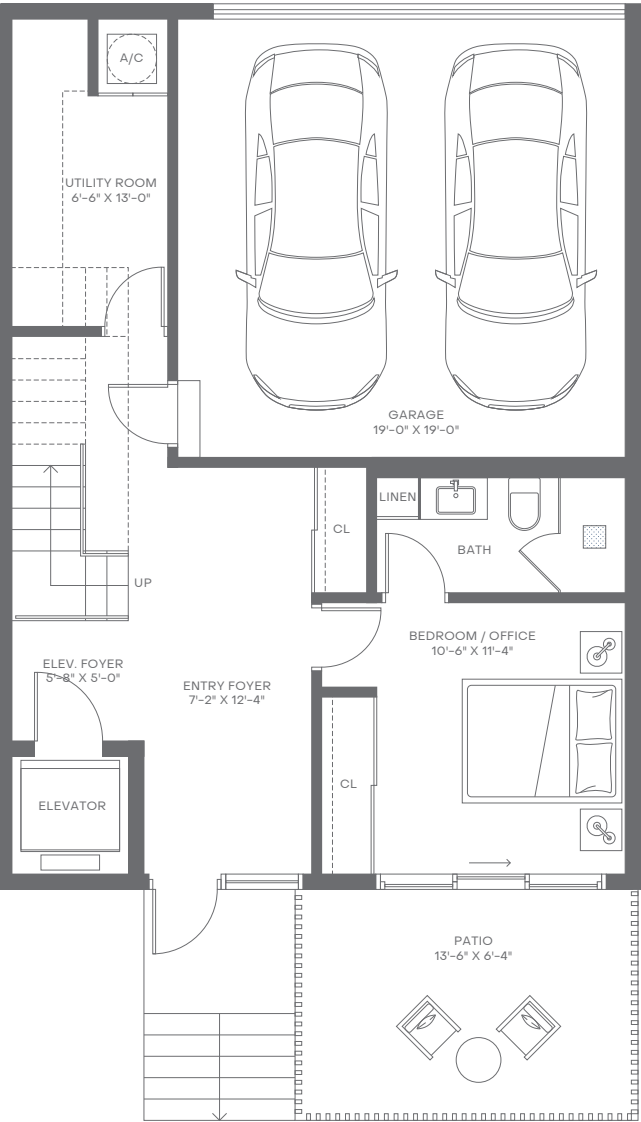 A/C
UTILITY ROOM
6'-6" X 13'-0"
GARAGE
19'-0" X 19'-0"
LINEN
CL
BATH
UP
BEDROOM / OFFICE
10'-6" X 11'-4"
ELEV. FOYER
5'-8" X 5'-0"
ENTRY FOYER
7'-2" X 12'-4"
CL
ELEVATOR
PATIO
13'-6" X 6'-4"